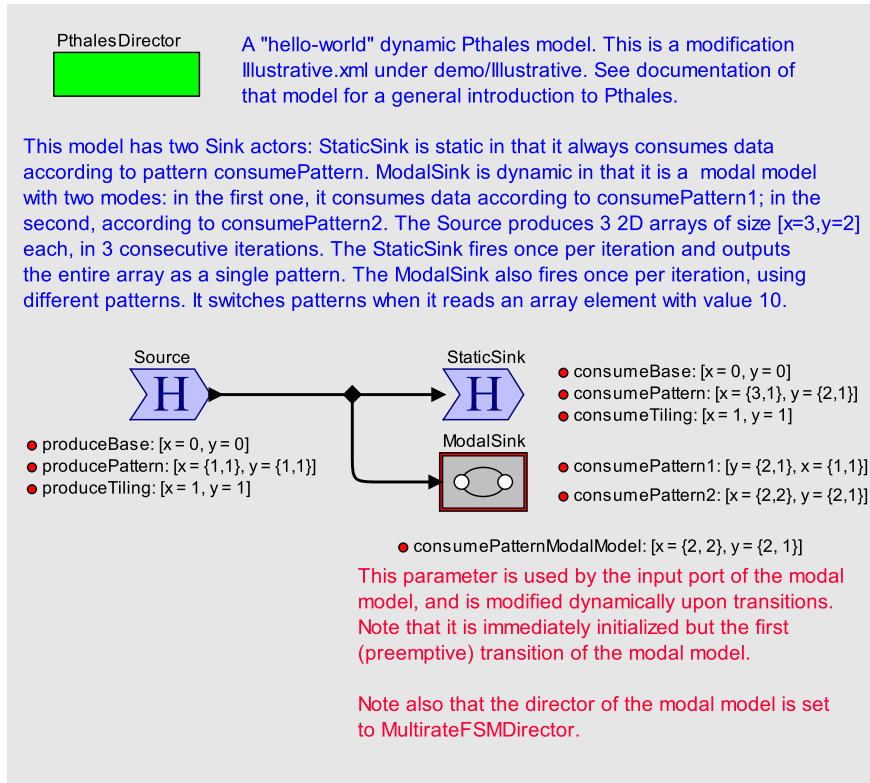 PthalesDirector
A "hello-world" dynamic Pthales model. This is a modification
Illustrative.xml under demo/Illustrative. See documentation of
that model for a general introduction to Pthales.
This model has two Sink actors: StaticSink is static in that it always consumes data
according to pattern consumePattern. ModalSink is dynamic in that it is a  modal model
with two modes: in the first one, it consumes data according to consumePattern1; in the
second, according to consumePattern2. The Source produces 3 2D arrays of size [x=3,y=2]
each, in 3 consecutive iterations. The StaticSink fires once per iteration and outputs
the entire array as a single pattern. The ModalSink also fires once per iteration, using
different patterns. It switches patterns when it reads an array element with value 10.
Source
H
produceBase: [x = 0, y = 0]
producePattern: [x = {1,1}, y = {1,1}]
produceTiling: [x = 1, y = 1]
StaticSink
H
consumeBase: [x = 0, y = 0]
consumePattern: [x = {3,1}, y = {2,1}]
consumeTiling: [x = 1, y = 1]
ModalSink
consumePattern1: [y = {2,1}, x = {1,1}]
consumePattern2: [x = {2,2}, y = {2,1}]
consumePatternModalModel: [x = {2, 2}, y = {2, 1}]
This parameter is used by the input port of the modal
model, and is modified dynamically upon transitions.
Note that it is immediately initialized but the first
(preemptive) transition of the modal model.
Note also that the director of the modal model is set
to MultirateFSMDirector.